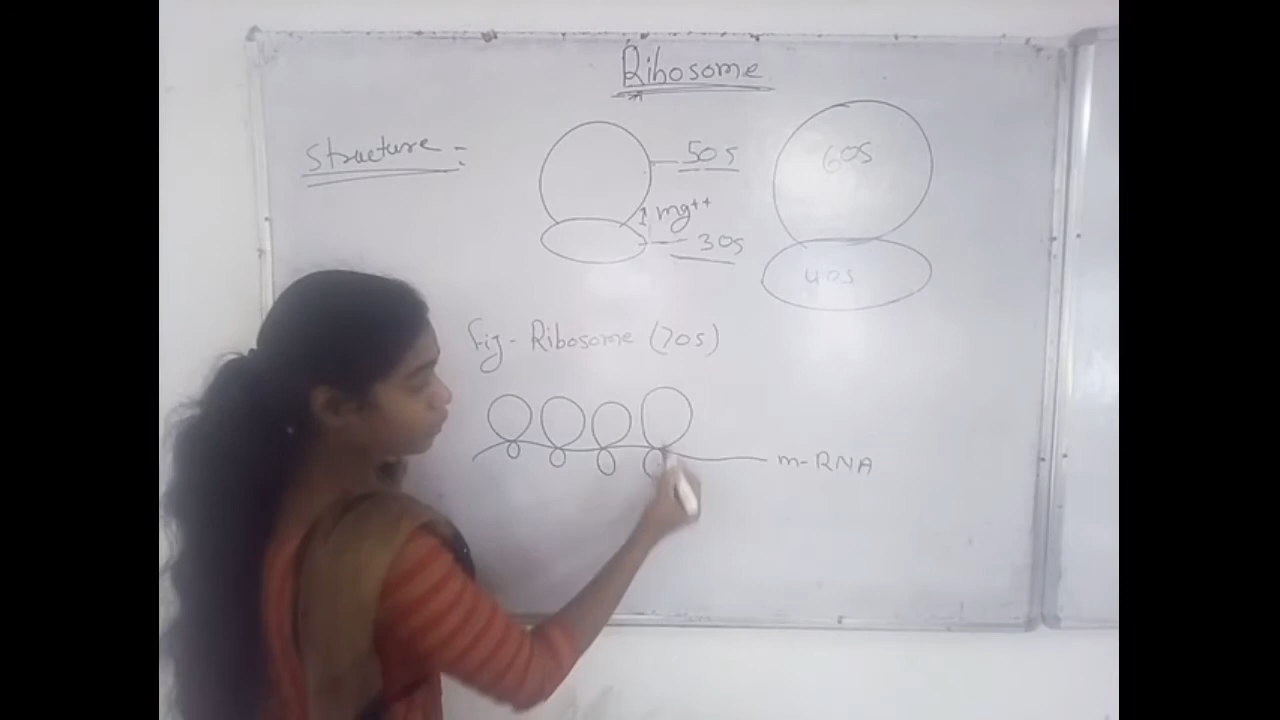 Ribosome
Structure :
50s
mg++
30s
60s
40s
Fig - Ribosome (70s)
m-RNA